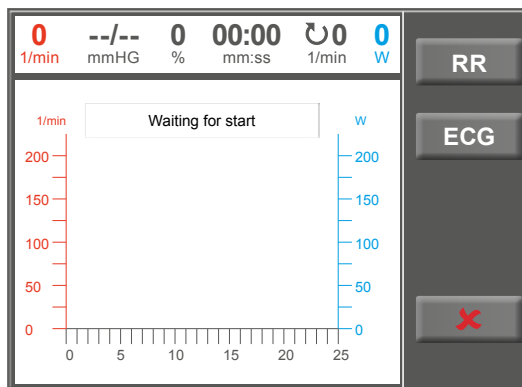 0 --/-- 0 00:00 ↻0 0
1/min mmHG % mm:ss 1/min W
RR
ECG
Waiting for start
1/min W
200 200
150 150
100 100
50 50
0 0
0 5 10 15 20 25